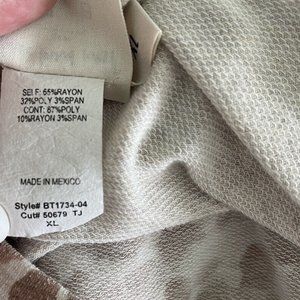 SELF: 65%RAYON
32%POLY 3%SPAN
CONT: 87%POLY
10%RAYON 3%SPAN
MADE IN MEXICO
Style# BT1734-04
Cut# 50679 TJ
XL